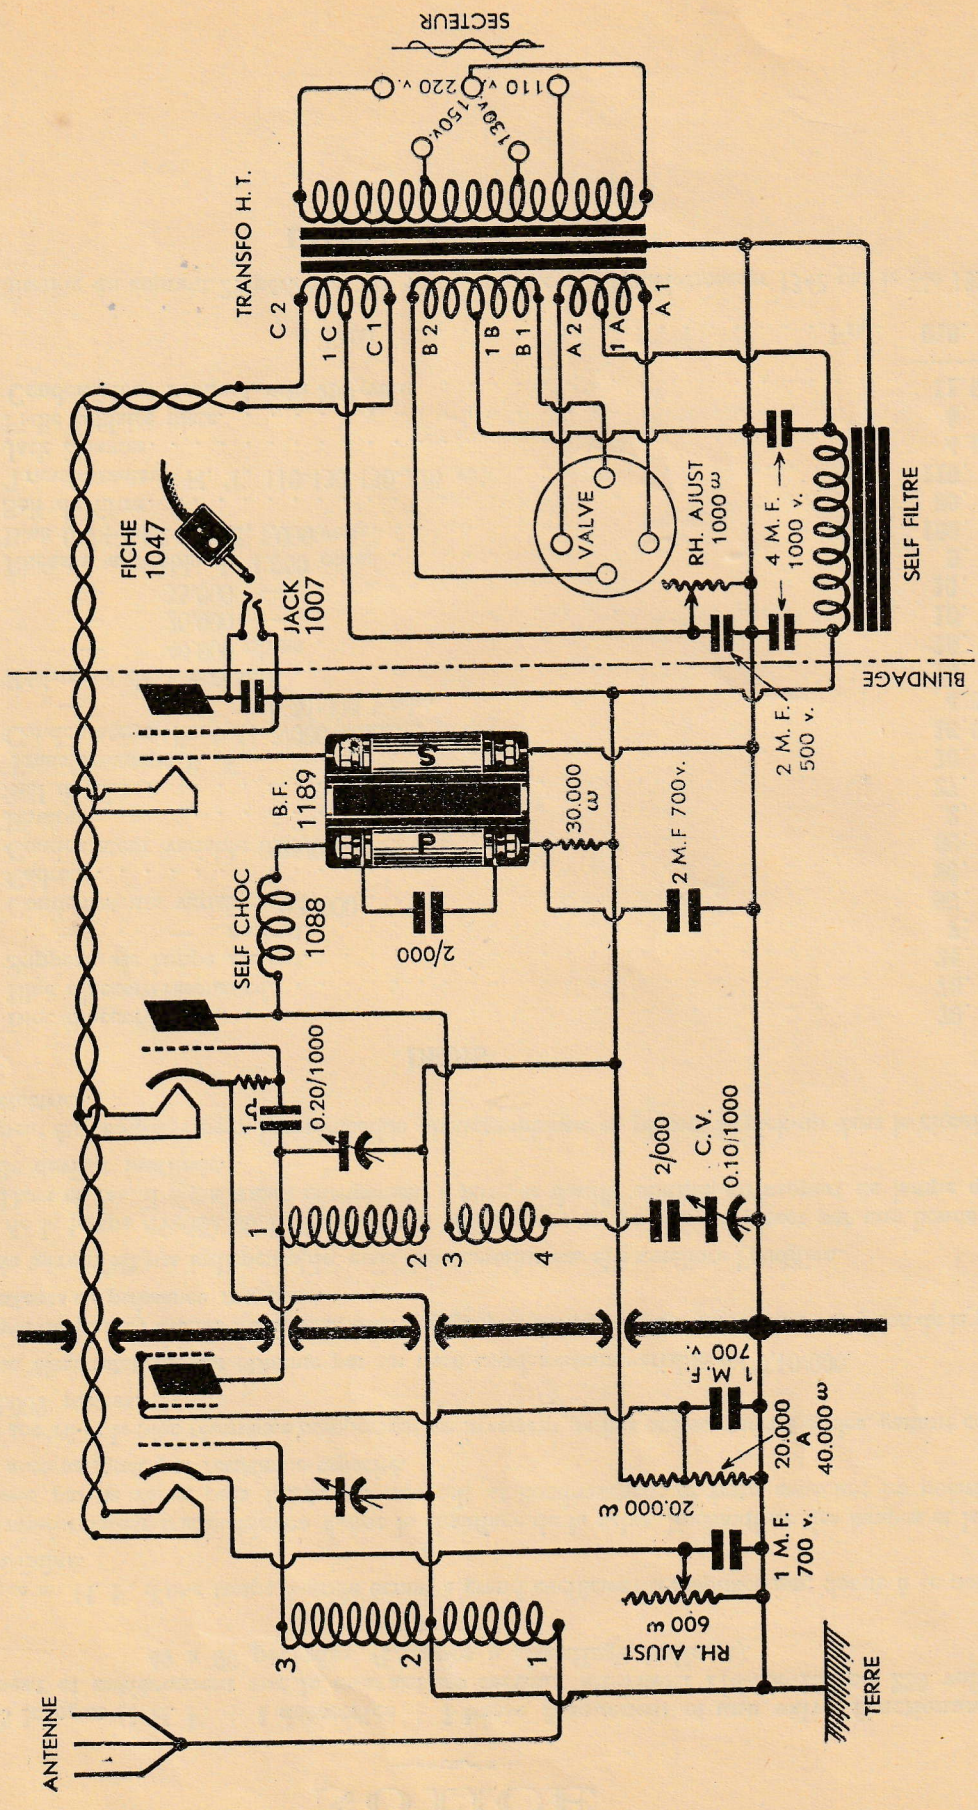 ANTENNE
3
2
1
RH. AJUST
600 ω
1 M.F.
700 v.
TERRE
20.000 ω
20.000
A
40.000 ω
1 M.F.
700 v.
1
2
3
4
1 Ω
0.20/1000
2/000
C. V.
0.10/1000
SELF CHOC
1088
2/000
B.F.
1189
P
S
30.000
ω
2 M.F 700 v.
BLINDAGE
2 M. F.
500 v.
FICHE
1047
JACK
1007
VALVE
RH. AJUST
1000 ω
4 M. F.
1000 v.
SELF FILTRE
TRANSFO H. T.
C 2
1 C
C 1
B 2
1 B
B 1
A 2
1 A
A 1
220 v.
150v.
130v.
110 v.
SECTEUR